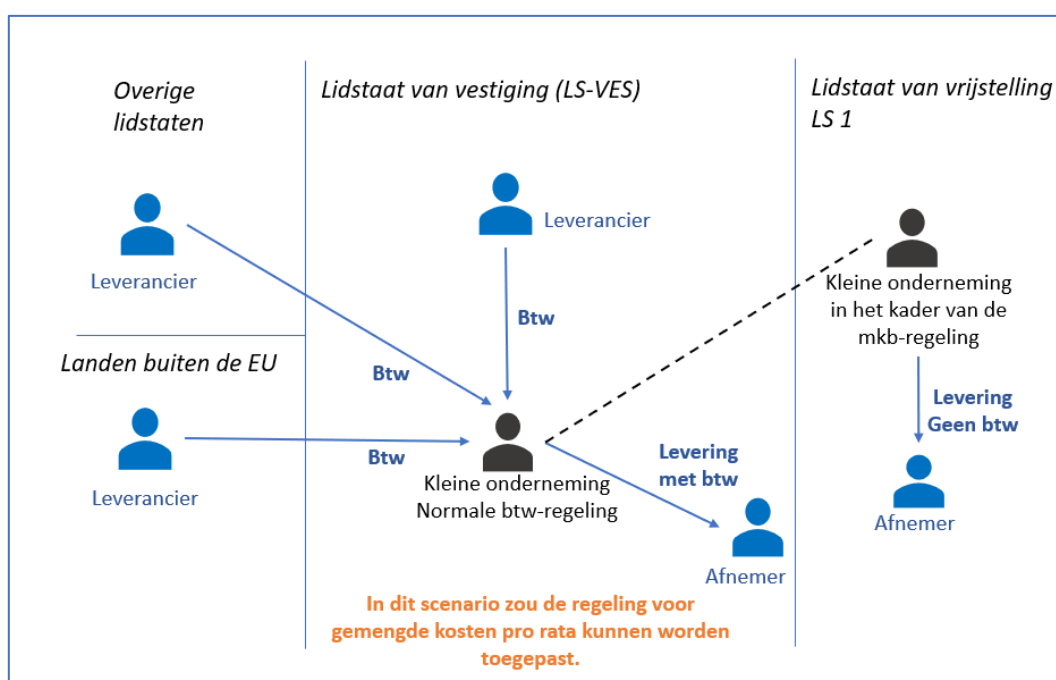 Overige
lidstaten
Leverancier
Landen buiten de EU
Leverancier
Btw
Btw
Lidstaat van vestiging (LS-VES)
Leverancier
Btw
Kleine onderneming
Normale btw-regeling
Levering
met btw
Afnemer
In dit scenario zou de regeling voor
gemengde kosten pro rata kunnen worden
toegepast.
Lidstaat van vrijstelling
LS 1
Kleine onderneming
in het kader van de
mkb-regeling
Levering
Geen btw
Afnemer